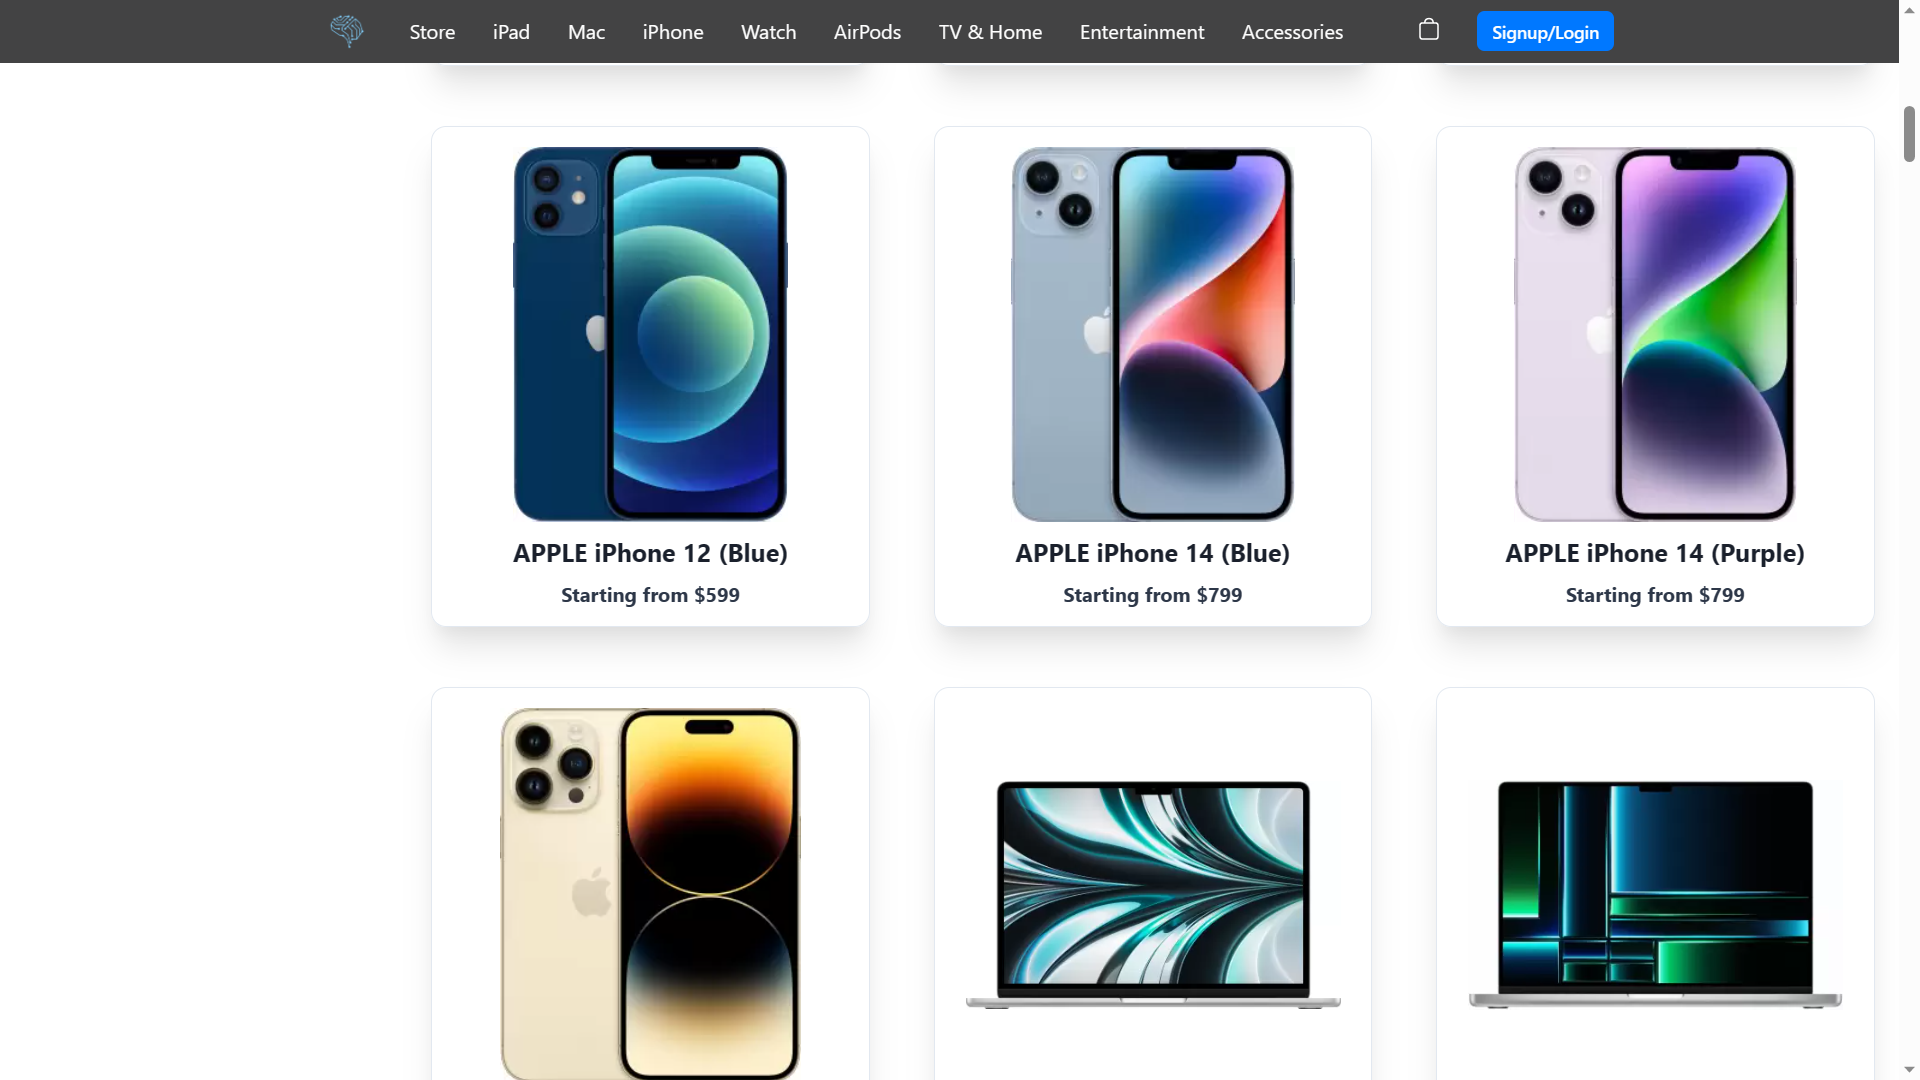 Store iPad Mac iPhone Watch AirPods TV & Home Entertainment Accessories Signup/Login
APPLE iPhone 12 (Blue)
Starting from $599
APPLE iPhone 14 (Blue)
Starting from $799
APPLE iPhone 14 (Purple)
Starting from $799